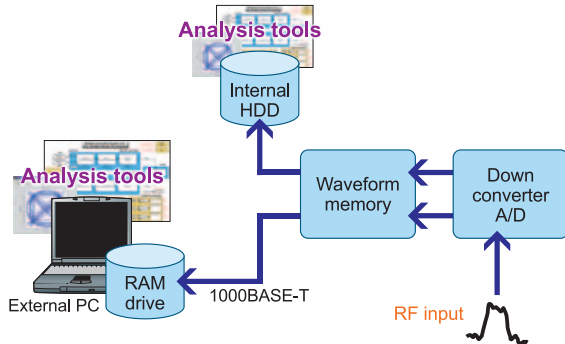 Analysis tools
Internal
HDD
Analysis tools
Waveform
memory
Down
converter
A/D
RAM
drive
External PC
1000BASE-T
RF input